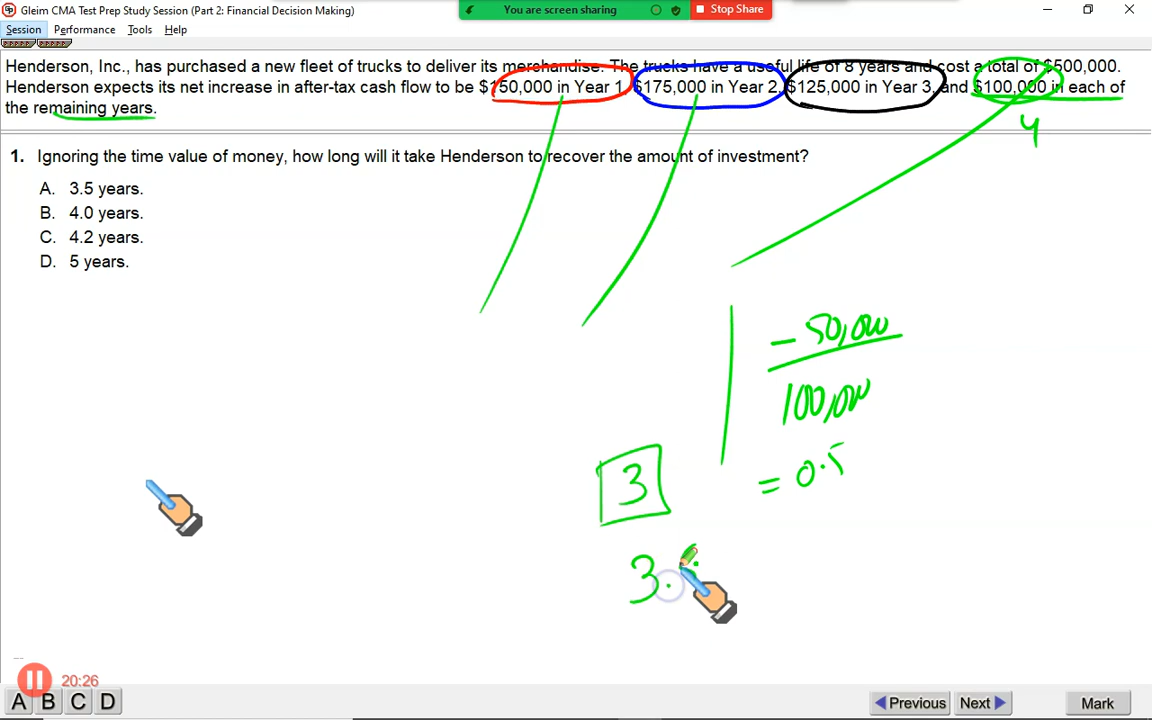 Gleim CMA Test Prep Study Session (Part 2: Financial Decision Making)
You are screen sharing
Stop Share
Session Performance Tools Help
Henderson, Inc., has purchased a new fleet of trucks to deliver its merchandise. The trucks have a useful life of 8 years and cost a total of $500,000.
Henderson expects its net increase in after-tax cash flow to be $150,000 in Year 1, $175,000 in Year 2, $125,000 in Year 3, and $100,000 in each of
the remaining years.
4
1. Ignoring the time value of money, how long will it take Henderson to recover the amount of investment?
A. 3.5 years.
B. 4.0 years.
C. 4.2 years.
D. 5 years.
- 50,000
100,000
= 0.5
3
3.
20:26
A B C D
Previous Next Mark